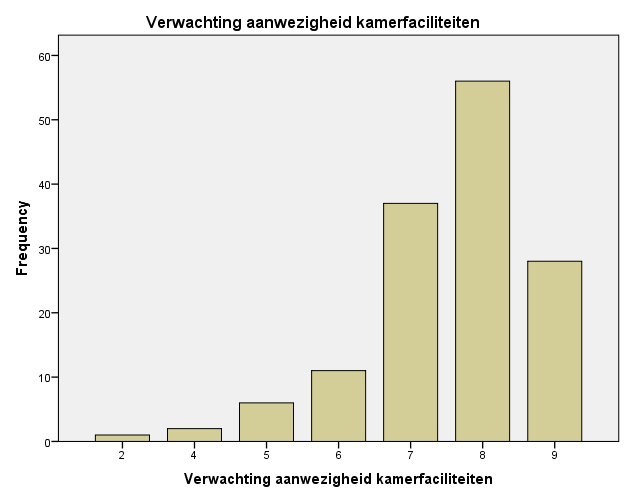 Verwachting aanwezigheid kamerfaciliteiten
60
50
40
30
20
10
0
Frequency
2 4 5 6 7 8 9
Verwachting aanwezigheid kamerfaciliteiten